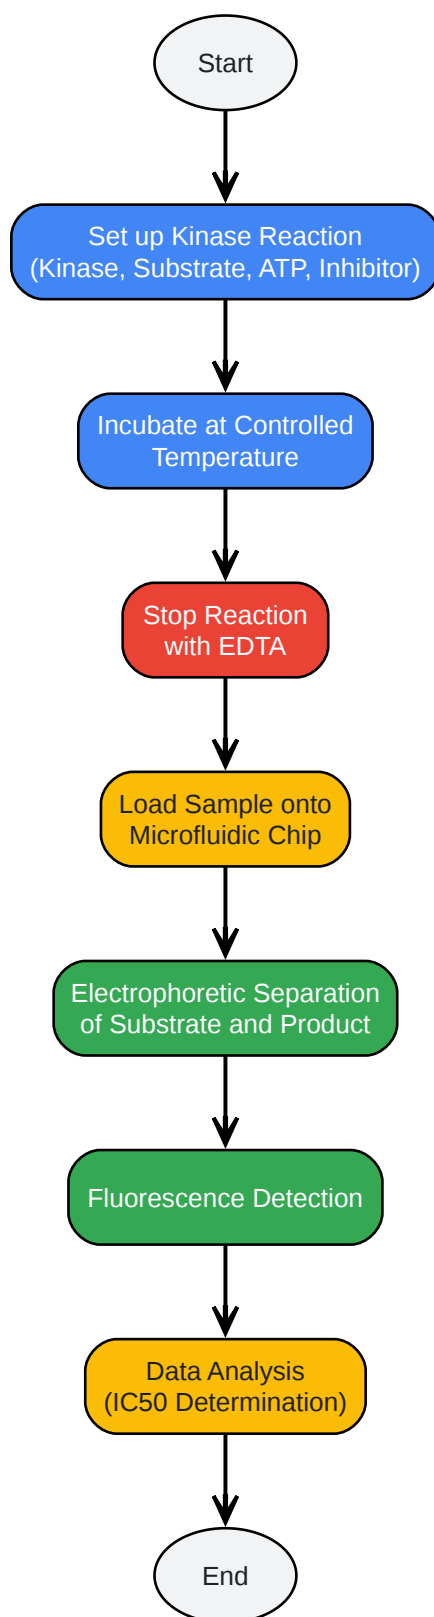 Start
Set up Kinase Reaction
(Kinase, Substrate, ATP, Inhibitor)
Incubate at Controlled
Temperature
Stop Reaction
with EDTA
Load Sample onto
Microfluidic Chip
Electrophoretic Separation
of Substrate and Product
Fluorescence Detection
Data Analysis
(IC50 Determination)
End